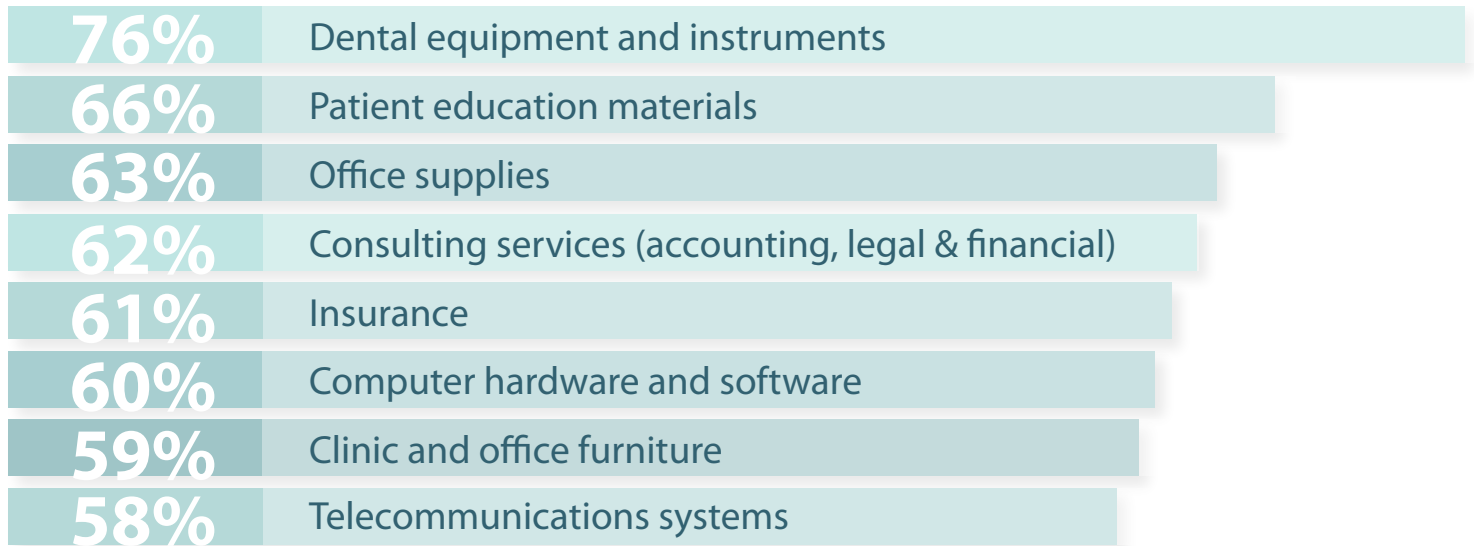 76% Dental equipment and instruments
66% Patient education materials
63% Office supplies
62% Consulting services (accounting, legal & financial)
61% Insurance
60% Computer hardware and software
59% Clinic and office furniture
58% Telecommunications systems